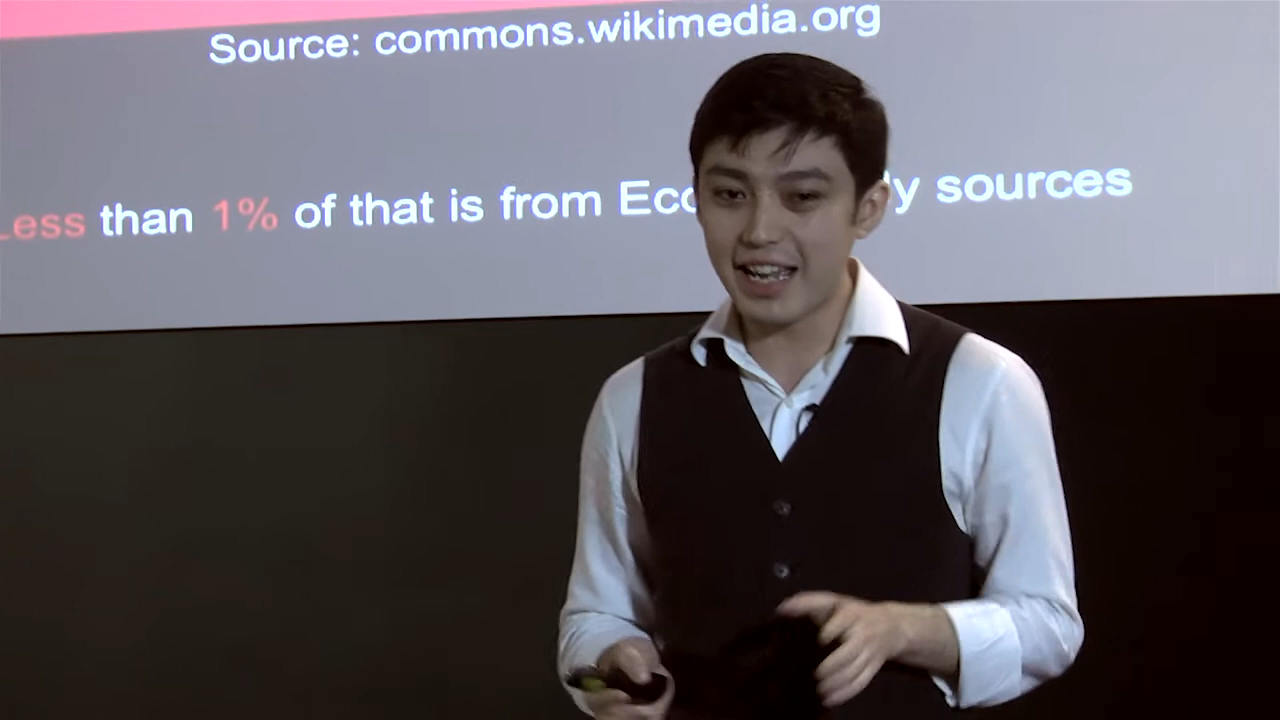 Source: commons.wikimedia.org
Less than 1% of that is from Eco sources